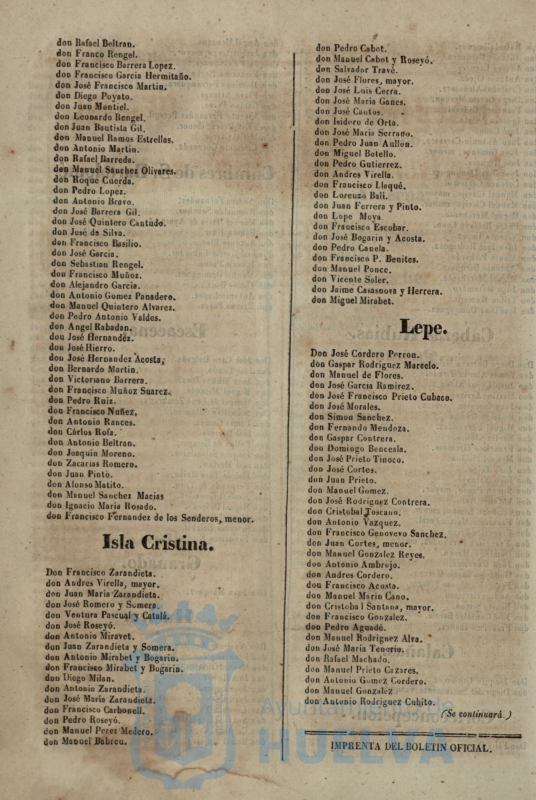 don Rafael Beltran.
don Franco Rengel.
don Francisco Barrera Lopez.
don Francisco Garcia Hermitaño.
don José Francisco Martin.
don Diego Poyato.
don Juan Montiel.
don Leonardo Rengel.
don Juan Bautista Gil.
don Manuel Ramos Estrellas.
don Antonio Martin.
don Rafael Barreda.
don Manuel Sanchez Olivares.
don Roque Cuerda.
don Pedro Lopez.
don Antonio Bravo.
don José Barrera Gil.
don José Quintero Cantudo.
don José de Silva.
don Francisco Basilio.
don José Garcia.
don Sebastian Rengel.
don Francisco Muñoz.
don Alejandro Garcia.
don Antonio Gomez Panadero.
don Manuel Quintero Alvarez.
don Pedro Antonio Valdes.
don Angel Rabadan.
don José Hernandez.
don José Hierro.
don José Hernandez Acosta.
don Bernardo Martin.
don Victoriano Barrera.
don Francisco Muñoz Suarez.
don Pedro Ruiz.
don Francisco Nuñez,
don Antonio Rances.
don Cárlos Rofa.
don Antonio Beltran.
don Joaquin Moreno.
don Zacarias Romero.
don Juan Pinto.
don Alonso Matito.
don Manuel Sanchez Macias
don Ignacio Maria Rosado.
don Francisco Fernandez de los Senderos, menor.
Isla Cristina.
Don Francisco Zarandieta.
don Andres Virella, mayor.
don Juan Maria Zarandieta.
don José Romero y Somera.
don Ventura Pascual y Catalá.
don José Roseyó.
don Antonio Miravet.
don Juan Zarandieta y Somera.
don Antonio Mirabet y Bogarin.
don Francisco Mirabet y Bogarin.
don Diego Milan.
don Antonio Zarandieta.
don José Maria Zarandieta.
don Francisco Carbonell.
don Pedro Roseyó.
don Manuel Perez Medero.
don Manuel Babreu.
don Pedro Cabot.
don Manuel Cabot y Roseyó.
don Salvador Travé.
don José Flores, mayor.
don José Luis Cerra.
don José Maria Ganes.
don José Cantos.
don Isidero de Orta.
don José Maria Serrano.
don Pedro Juan Aullon.
don Miguel Botello.
don Pedro Gutierrez.
don Andres Virella.
don Francisco Llaqué.
don Lorenzo Bali.
don Juan Ferrera y Pinto.
don Lope Moya
don Francisco Escobar.
don José Bogarin y Acosta.
don Pedro Canela.
don Francisco P. Benites.
don Manuel Ponce.
don Vicente Soler.
don Jaime Casasnova y Herrera.
don Miguel Mirabet.
Lepe.
Don José Cordero Perron.
don Gaspar Rodriguez Marcelo.
don Manuel de Flores.
don José Garcia Ramirez.
don José Francisco Prieto Cubaco.
don José Morales.
don Simon Sanchez.
don Fernando Mendoza.
don Gaspar Contrera.
don Domingo Benceala.
don José Prieto Tinoco.
don José Cortes.
don Juan Prieto.
don Manuel Gomez.
don José Rodriguez Contrera.
don Cristobal Toscano.
don Antonio Vazquez.
don Francisco Genovevo Sanchez.
don Juan Cortes, menor.
don Manuel Gonzalez Reyes.
don Antonio Ambrojo.
don Andres Cordero.
don Francisco Acosta.
don Manuel Marin Cano.
don Cristoba l Santana, mayor.
don Francisco Gonzalez.
don Pedro Aguadé.
don Manuel Rodriguez Alva.
don José Maria Tenerio.
don Rafael Machado.
don Manuel Prieto Cazares.
don Antonio Gomez Cordero.
don Manuel Gonzalez
don Antonio Rodriguez Cubito.
(Se continuará.)
IMPRENTA DEL BOLETIN OFICIAL.
Ayuntamiento de
HUELVA